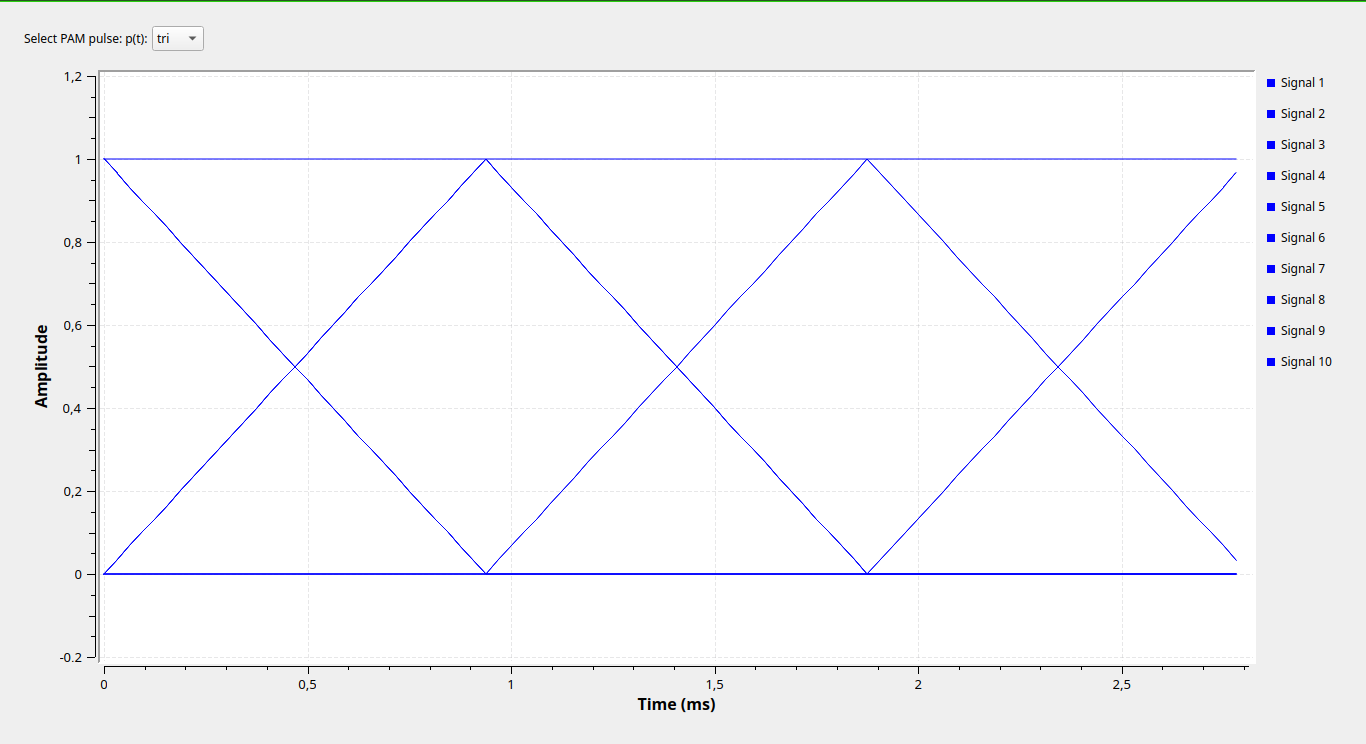 Select PAM pulse: p(t): tri
1,2
1
0,8
0,6
0,4
0,2
0
-0.2
Amplitude
0 0,5 1 1,5 2 2,5
Time (ms)
Signal 1
Signal 2
Signal 3
Signal 4
Signal 5
Signal 6
Signal 7
Signal 8
Signal 9
Signal 10